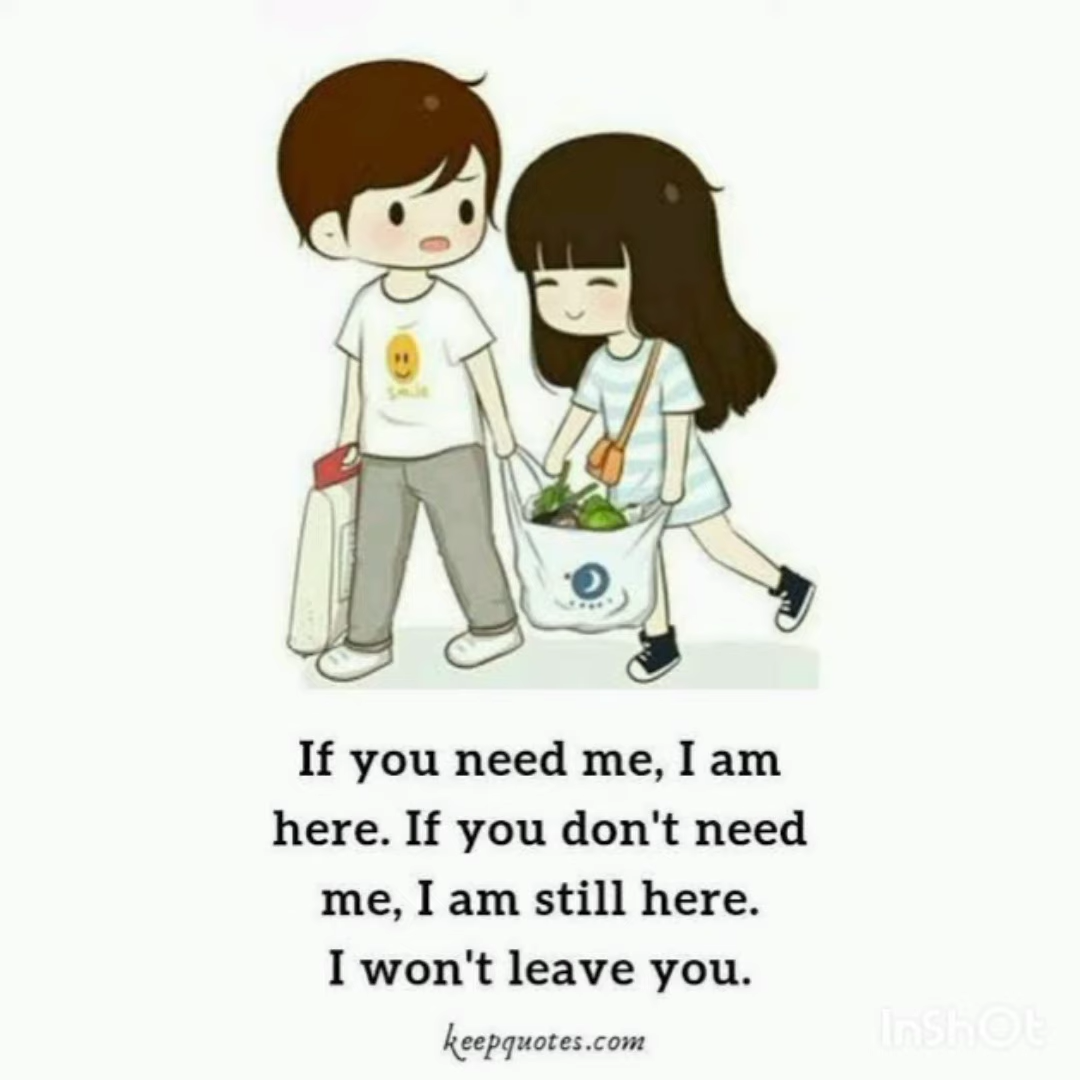 smile
If you need me, I am
here. If you don't need
me, I am still here.
I won't leave you.
keepquotes.com
InShOt